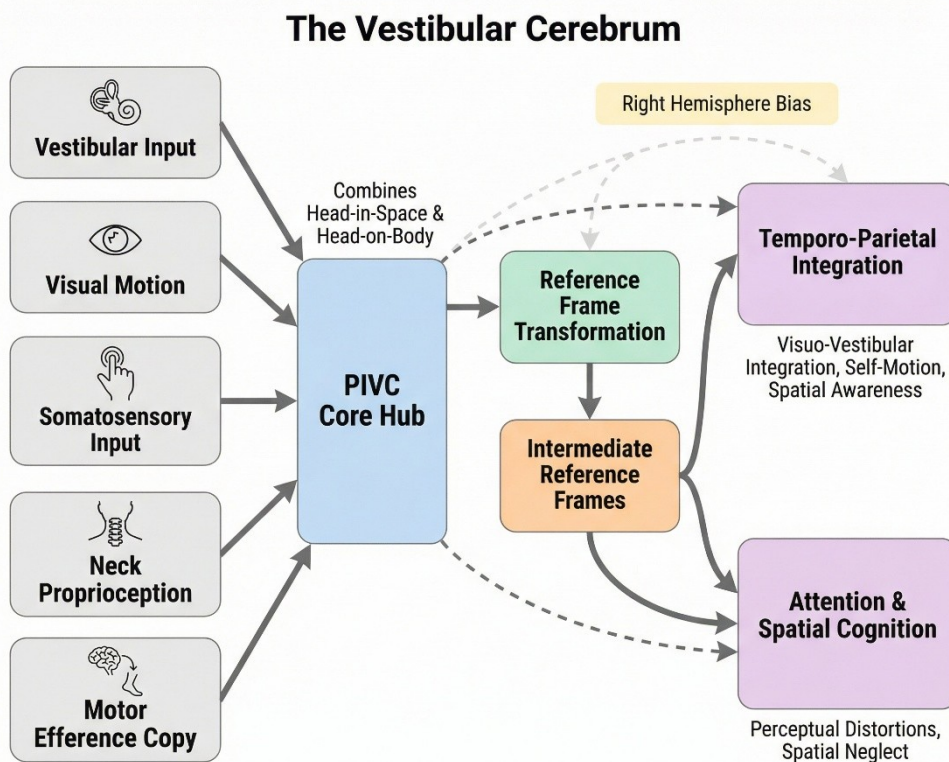 The Vestibular Cerebrum
Vestibular Input
Visual Motion
Somatosensory
Input
Neck
Proprioception
Motor
Efference Copy
Combines
Head-in-Space &
Head-on-Body
PIVC
Core Hub
Right Hemisphere Bias
Reference
Frame
Transformation
Intermediate
Reference
Frames
Temporo-Parietal
Integration
Visuo-Vestibular
Integration, Self-Motion,
Spatial Awareness
Attention &
Spatial Cognition
Perceptual Distortions,
Spatial Neglect